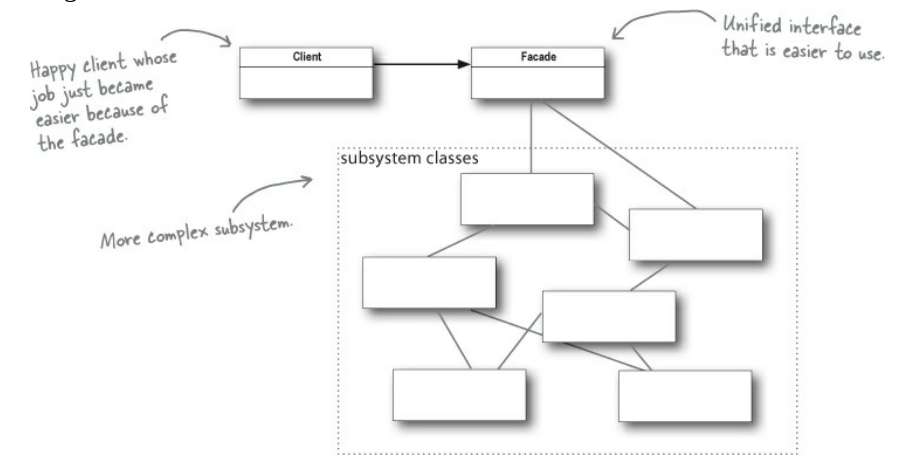 Unified interface
that is easier to use.
Client
Facade
Happy client whose
job just became
easier because of
the facade.
subsystem classes
More complex subsystem.